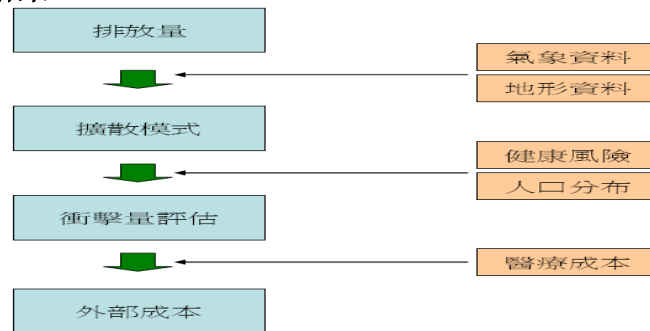 排放量
氣象資料
地形資料
擴散模式
健康風險
人口分布
衝擊量評估
醫療成本
外部成本